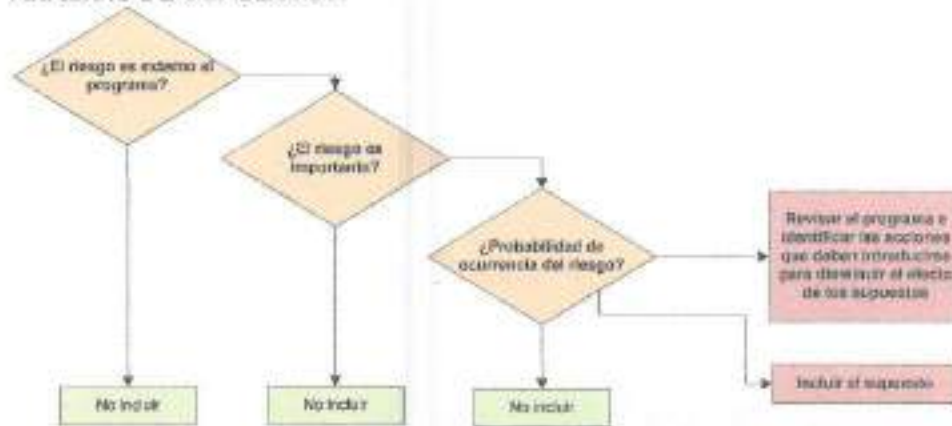 ¿El riesgo es externo al
programa?
¿El riesgo es
importante?
¿Probabilidad de
ocurrencia del riesgo?
Revisar el programa e
identificar las acciones
que deben introducirse
para disminuir el efecto
de los supuestos
Incluir el supuesto
No incluir
No incluir
No incluir